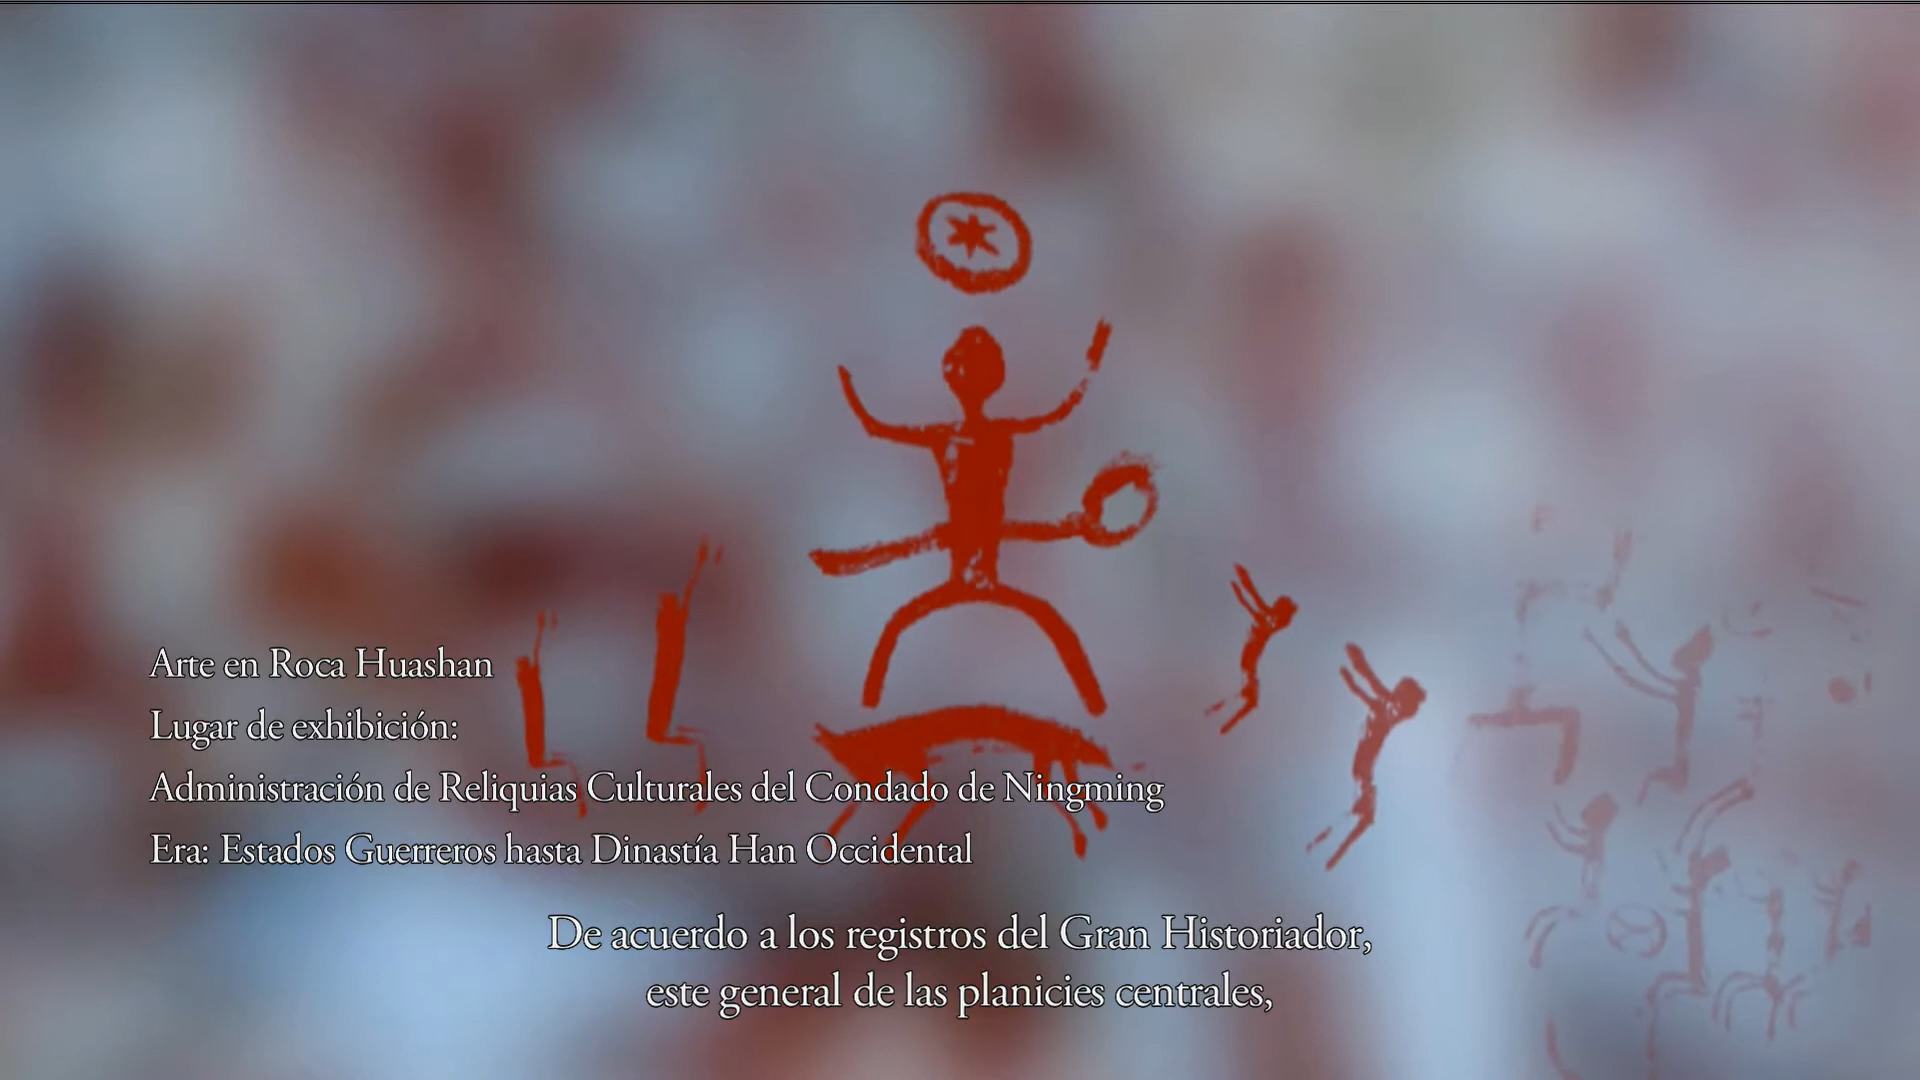 Arte en Roca Huashan
Lugar de exhibición:
Administración de Reliquias Culturales del Condado de Ningming
Era: Estados Guerreros hasta Dinastía Han Occidental
De acuerdo a los registros del Gran Historiador,
este general de las planicies centrales,